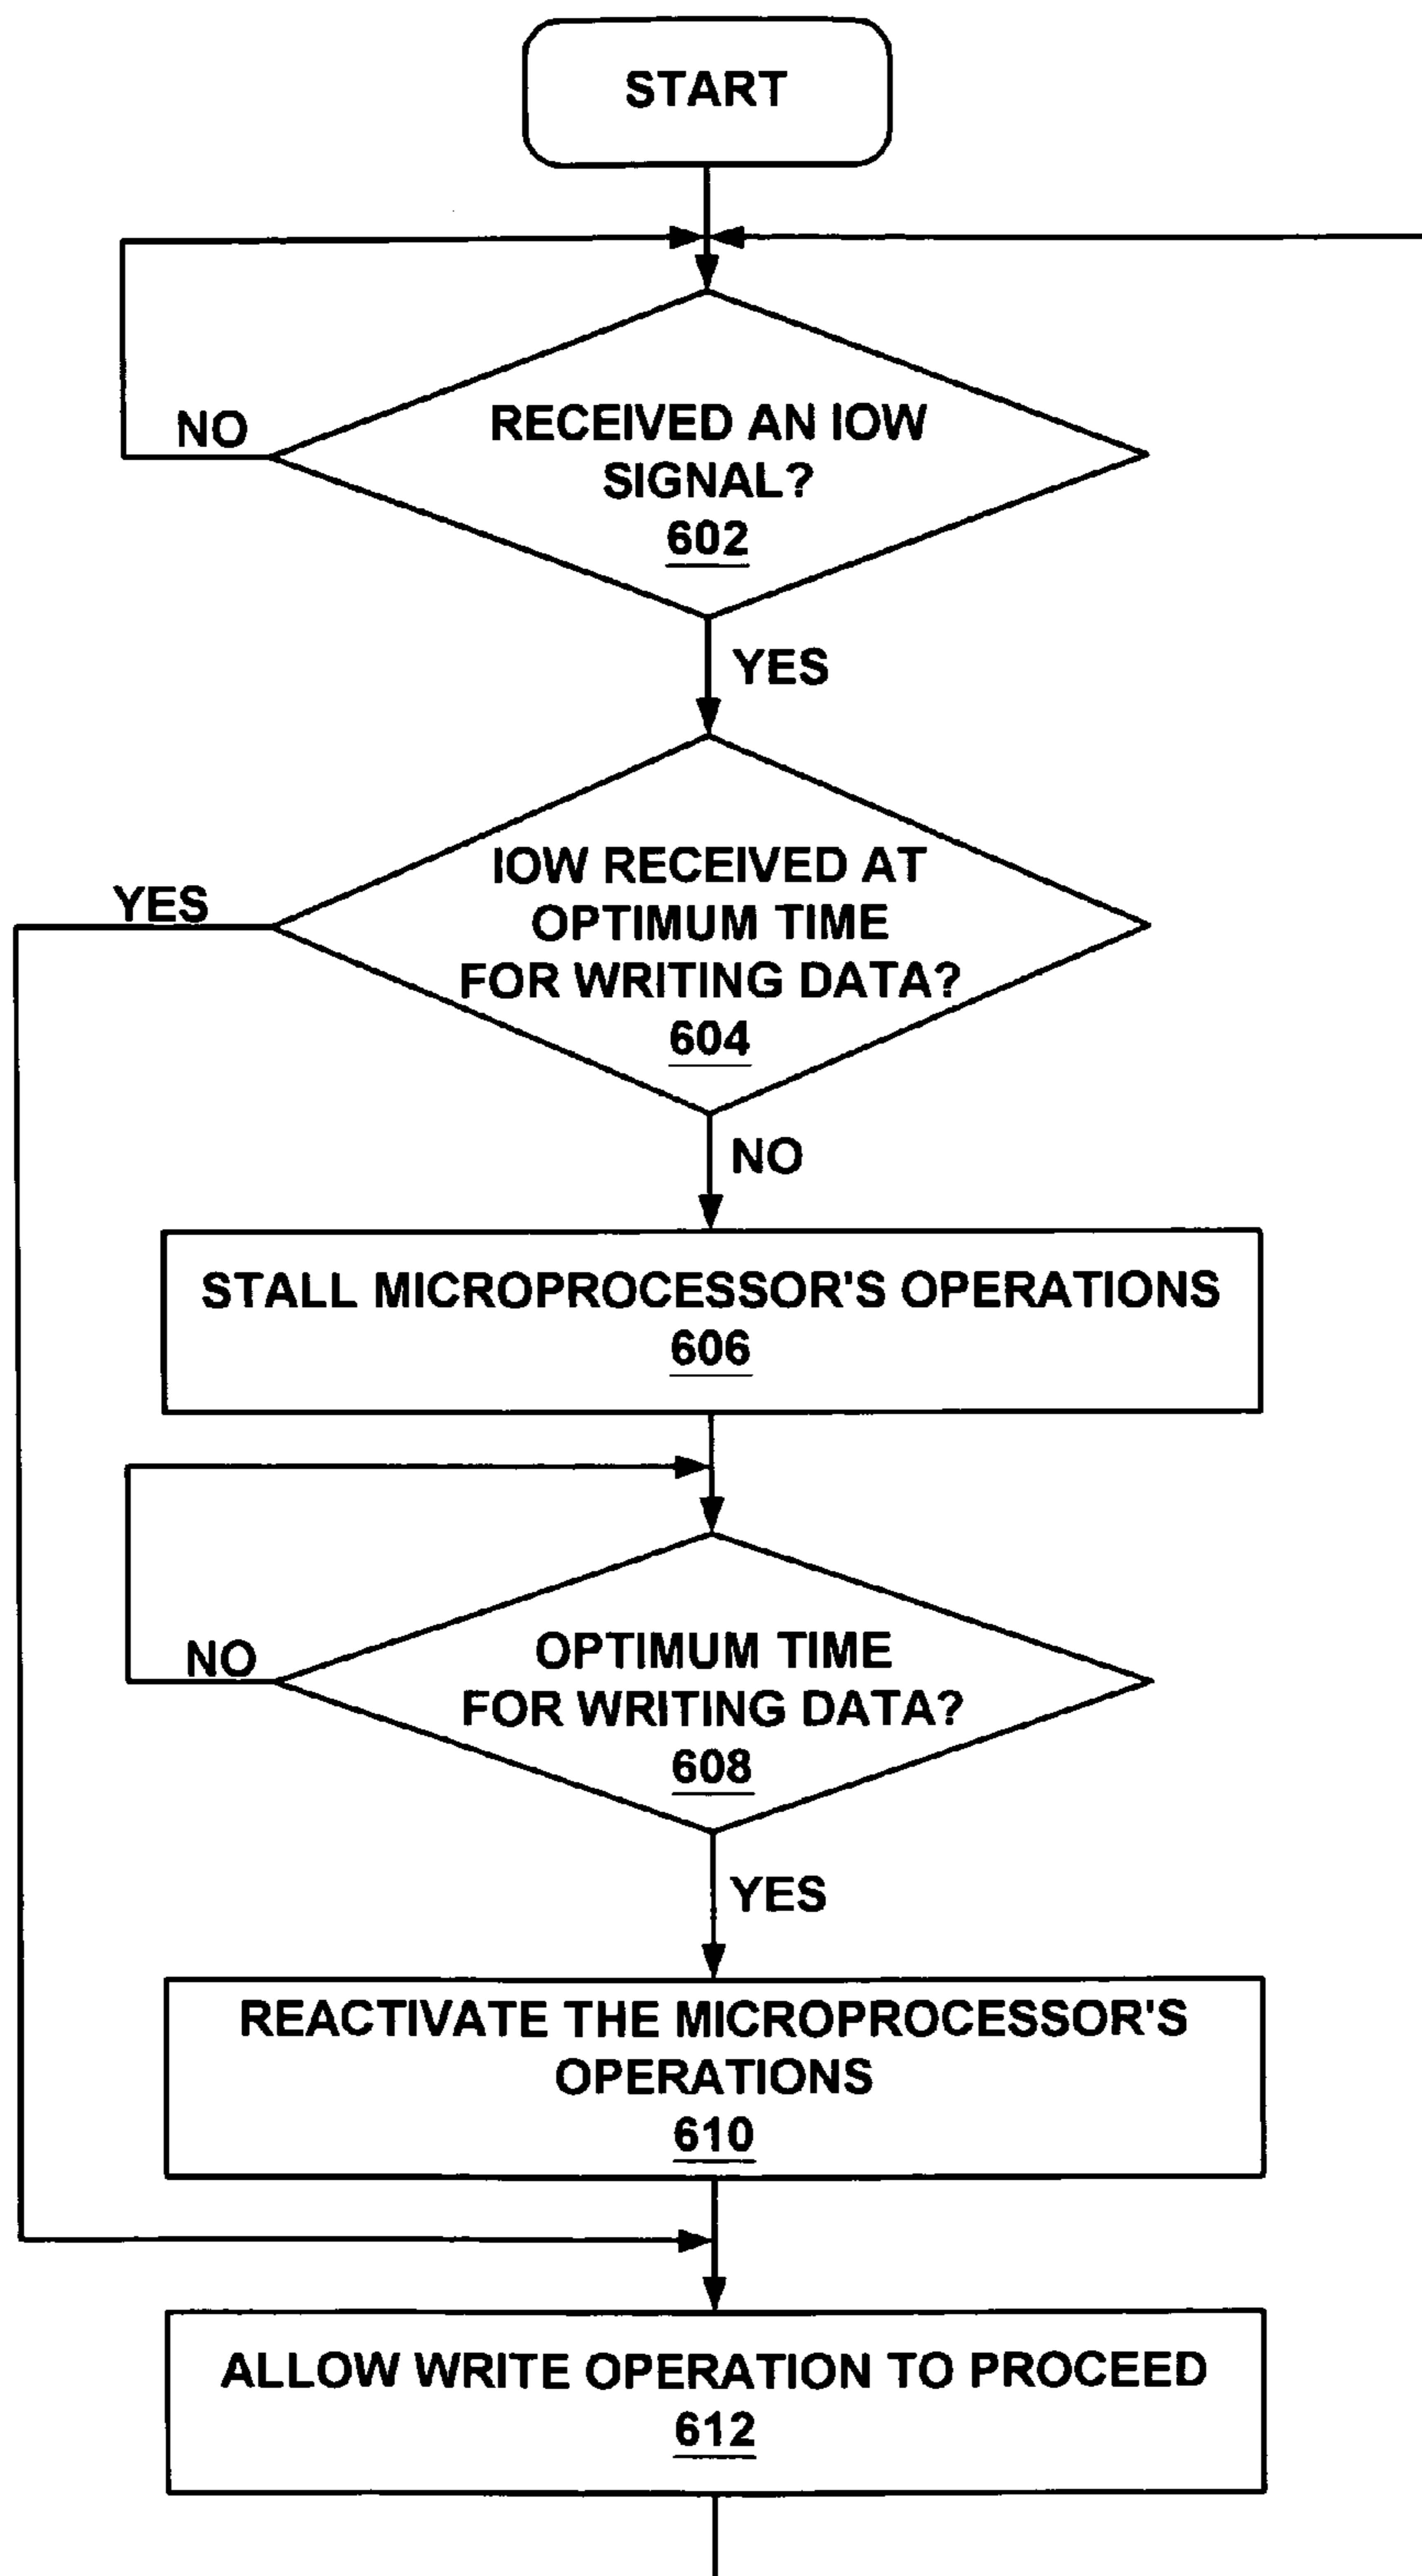 START
NO
RECEIVED AN IOW
SIGNAL?
602
YES
IOW RECEIVED AT
OPTIMUM TIME
FOR WRITING DATA?
604
YES
NO
STALL MICROPROCESSOR'S OPERATIONS
606
NO
OPTIMUM TIME
FOR WRITING DATA?
608
YES
REACTIVATE THE MICROPROCESSOR'S
OPERATIONS
610
ALLOW WRITE OPERATION TO PROCEED
612